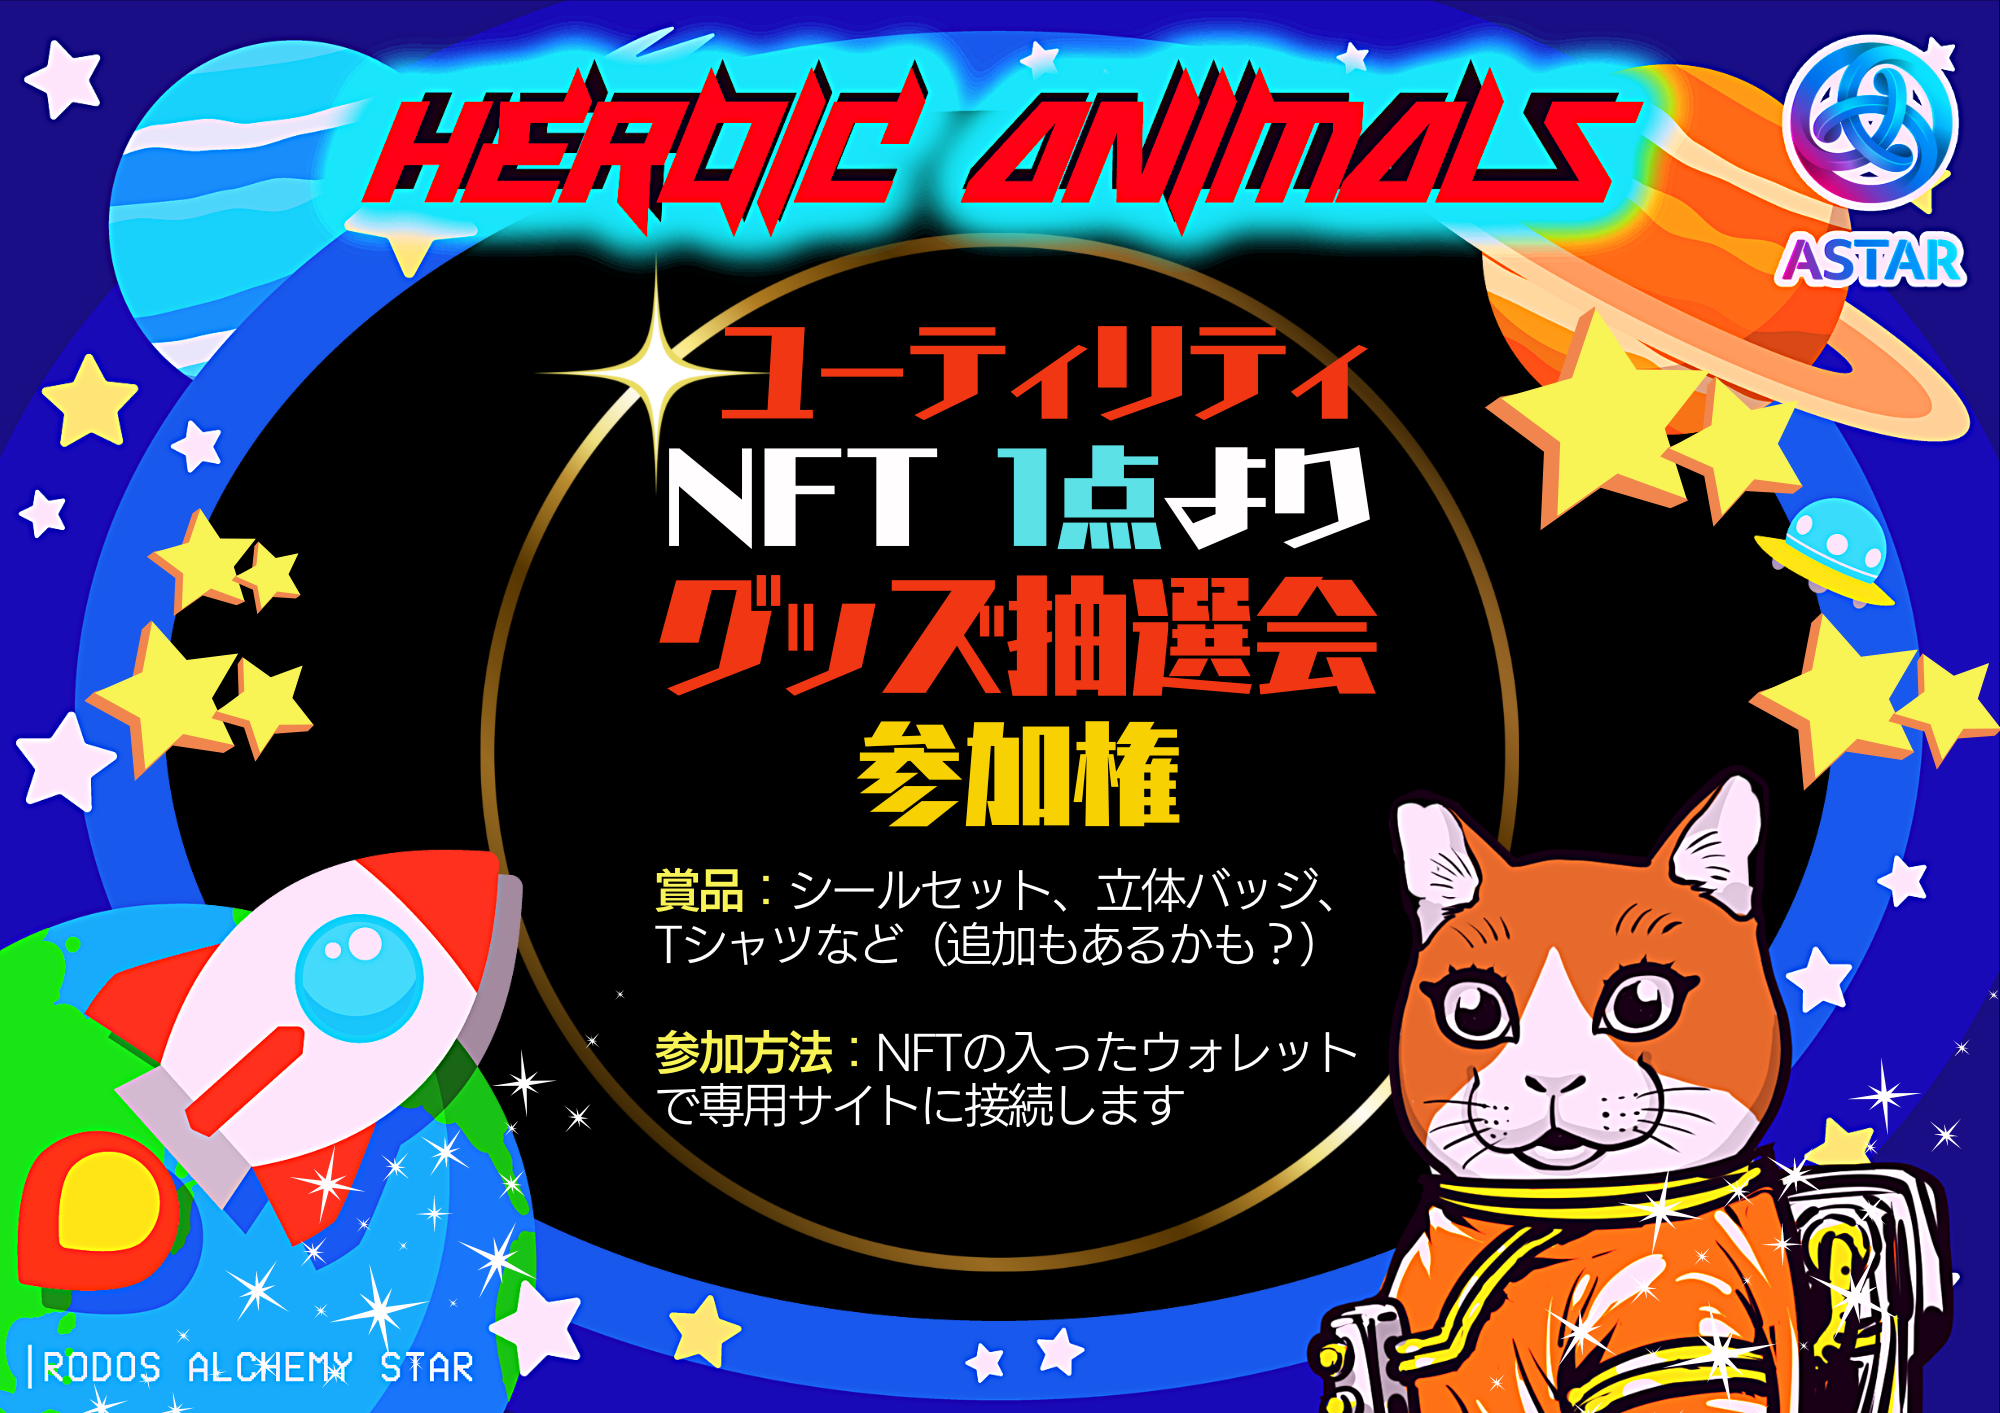 HEROIC ANIMALS
ASTAR
ユーティリティ
NFT 1点より
グッズ抽選会
参加権
賞品：シールセット、立体バッジ、
Tシャツなど（追加もあるかも？）
参加方法：NFTの入ったウォレット
で専用サイトに接続します
|RODOS ALCHEMY STAR